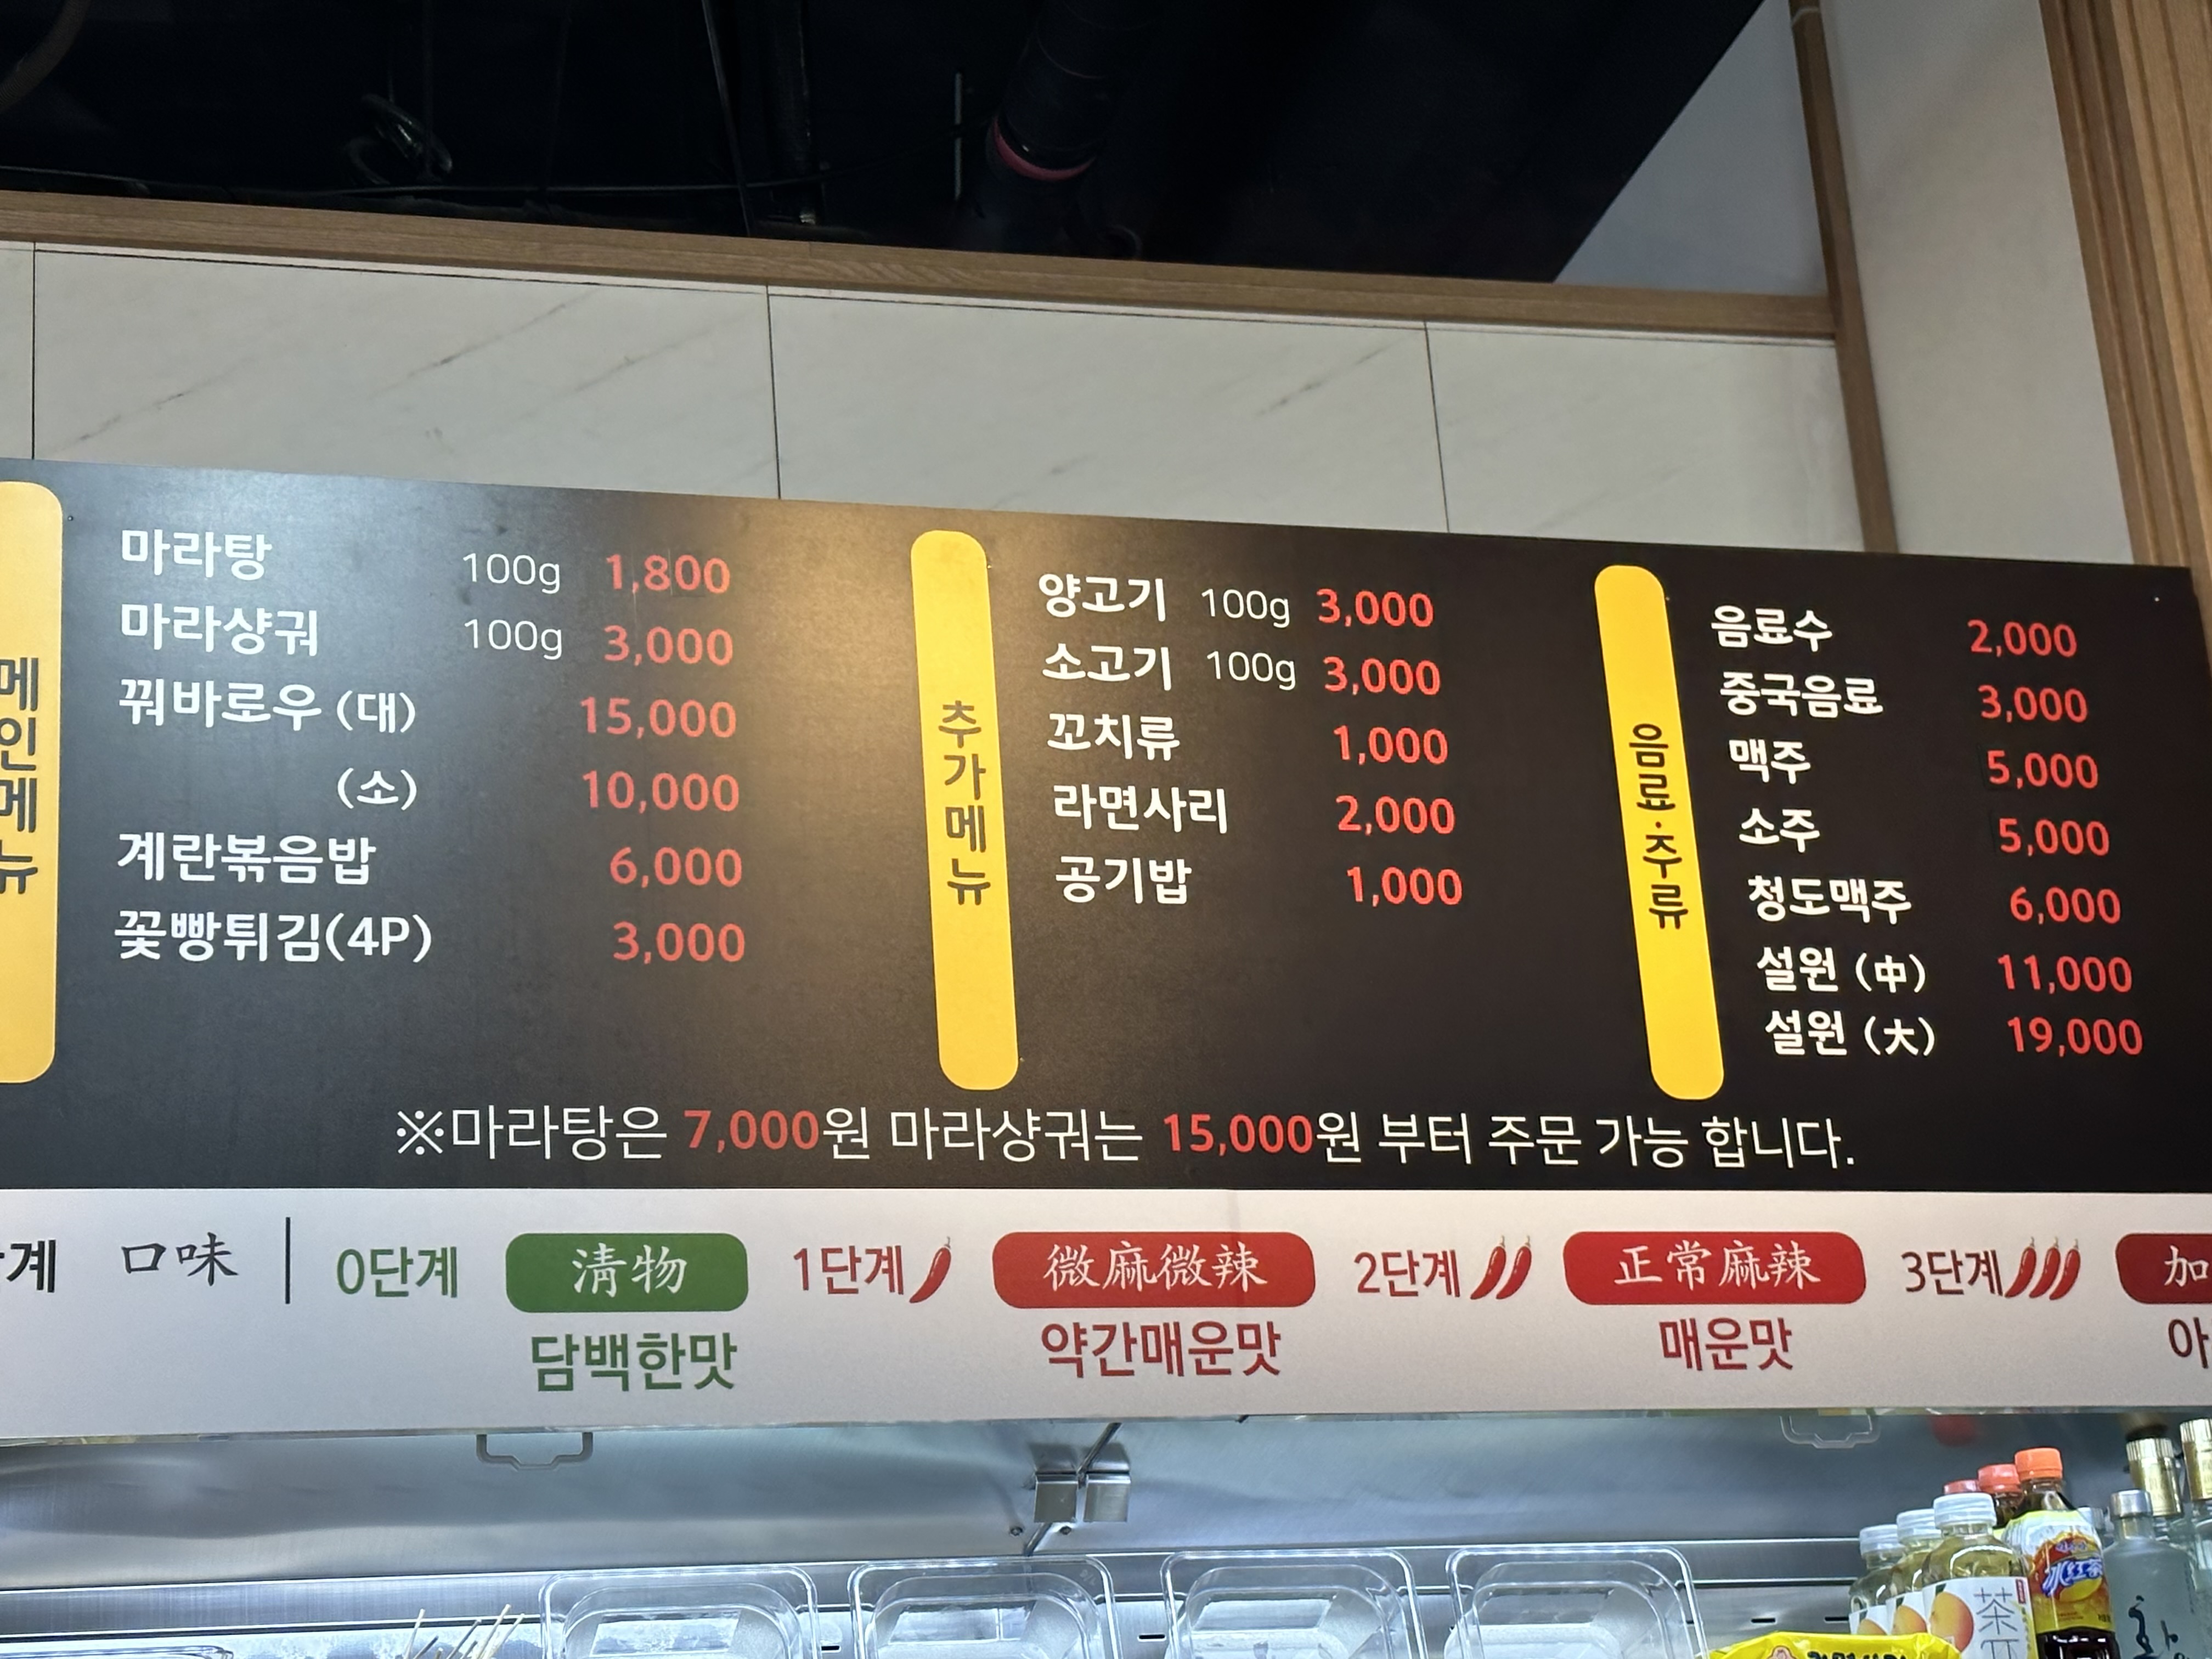 메인메뉴
마라탕 100g 1,800
마라샹궈 100g 3,000
꿔바로우 (대) 15,000
(소) 10,000
계란볶음밥 6,000
꽃빵튀김(4P) 3,000
추가메뉴
양고기 100g 3,000
소고기 100g 3,000
꼬치류 1,000
라면사리 2,000
공기밥 1,000
음료·주류
음료수 2,000
중국음료 3,000
맥주 5,000
소주 5,000
청도맥주 6,000
설원 (中) 11,000
설원 (大) 19,000
※마라탕은 7,000원 마라샹궈는 15,000원 부터 주문 가능 합니다.
계 口味 0단계 淸物 1단계 微麻微辣 2단계 正常麻辣 3단계 加
담백한맛 약간매운맛 매운맛 아
茶